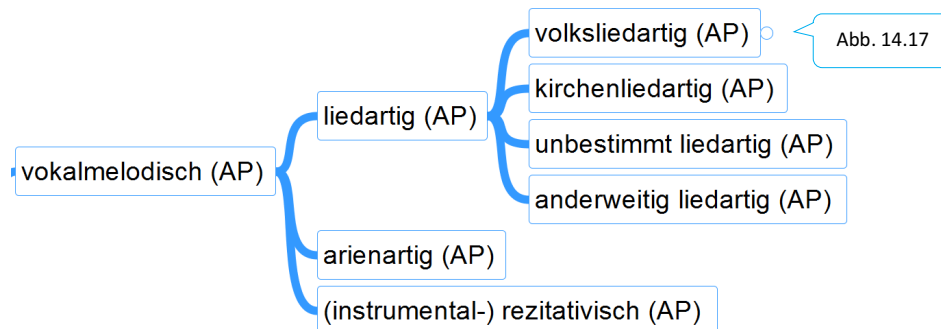 volksliedartig (AP)
Abb. 14.17
kirchenliedartig (AP)
liedartig (AP)
unbestimmt liedartig (AP)
vokalmelodisch (AP)
anderweitig liedartig (AP)
arienartig (AP)
(instrumental-) rezitativisch (AP)